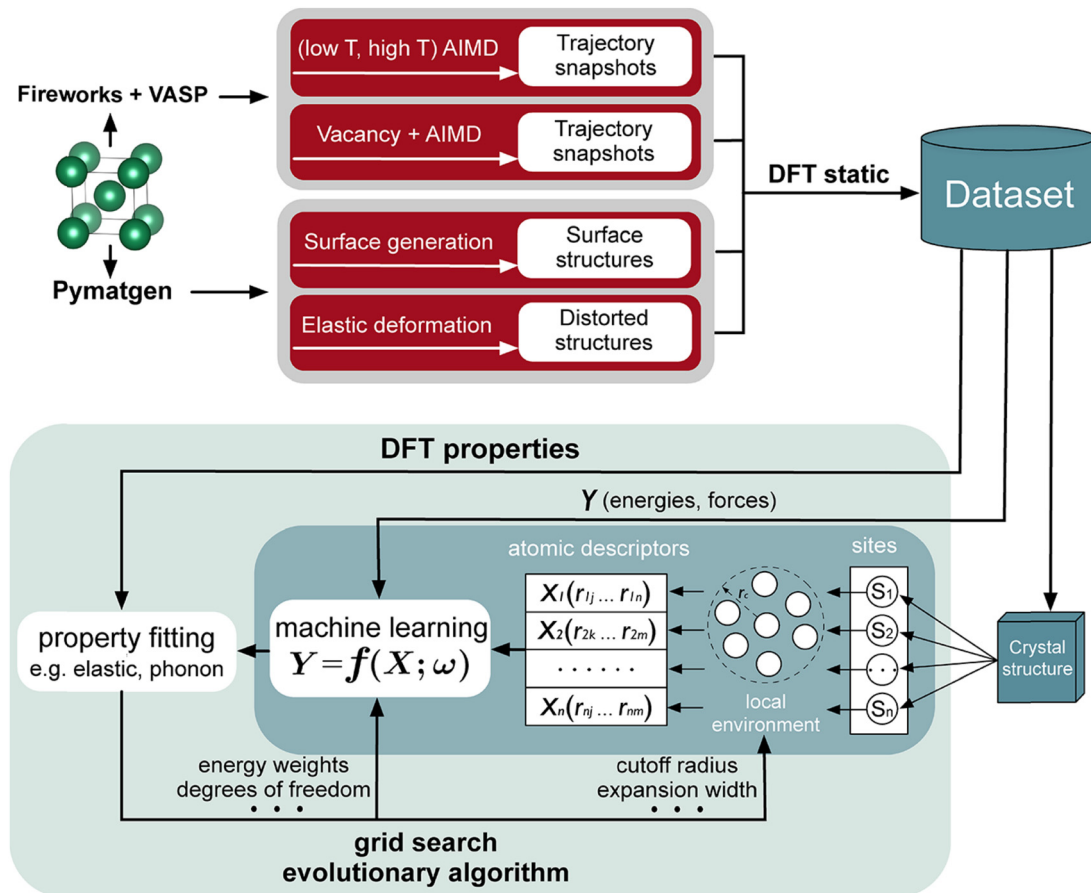 (low T, high T) AIMD
Trajectory
snapshots
Fireworks + VASP
Vacancy + AIMD
Trajectory
snapshots
DFT static
Dataset
Surface generation
Surface
structures
Pymatgen
Elastic deformation
Distorted
structures
DFT properties
Y (energies, forces)
atomic descriptors
sites
X₁(r₁ⱼ ... r₁ₙ)
r_c
S₁
property fitting
e.g. elastic, phonon
machine learning
Y = f(X; ω)
X₂(r₂ₖ ... r₂ₘ)
S₂
Crystal
structure
· · · · · ·
· · ·
Xₙ(rₙⱼ ... rₙₘ)
Sₙ
local
environment
energy weights
degrees of freedom
• • •
cutoff radius
expansion width
• • •
grid search
evolutionary algorithm